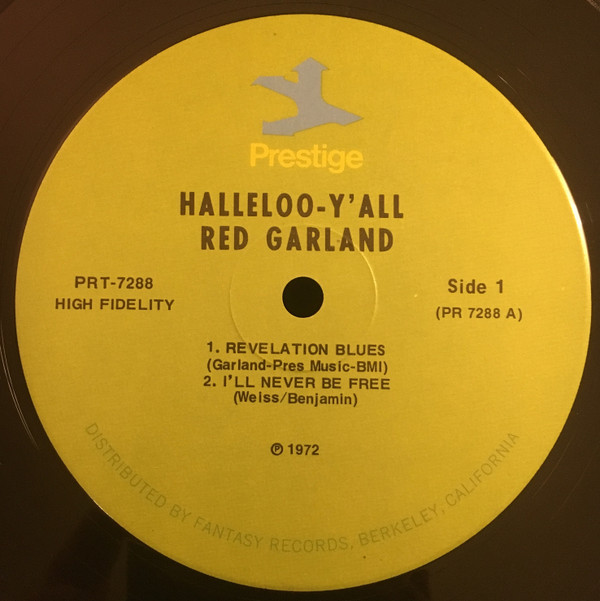 Prestige
HALLELOO-Y'ALL
RED GARLAND
PRT-7288
HIGH FIDELITY
Side 1
(PR 7288 A)
1. REVELATION BLUES
(Garland-Pres Music-BMI)
2. I'LL NEVER BE FREE
(Weiss/Benjamin)
℗ 1972
DISTRIBUTED BY FANTASY RECORDS, BERKELEY, CALIFORNIA